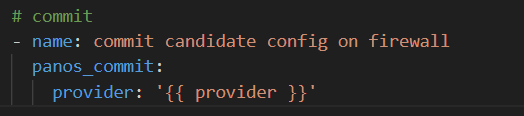 # commit
- name: commit candidate config on firewall
  panos_commit:
    provider: '{{ provider }}'